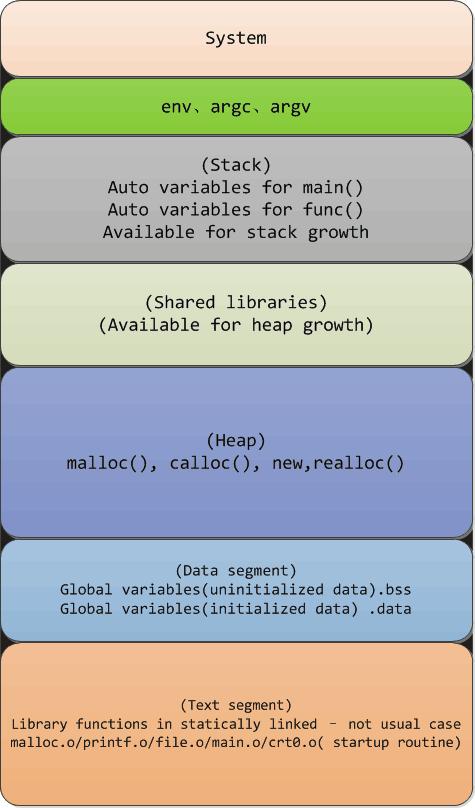 System
env、argc、argv
(Stack)
Auto variables for main()
Auto variables for func()
Available for stack growth
(Shared libraries)
(Available for heap growth)
(Heap)
malloc(), calloc(), new,realloc()
(Data segment)
Global variables(uninitialized data).bss
Global variables(initialized data) .data
(Text segment)
Library functions in statically linked – not usual case
malloc.o/printf.o/file.o/main.o/crt0.o( startup routine)